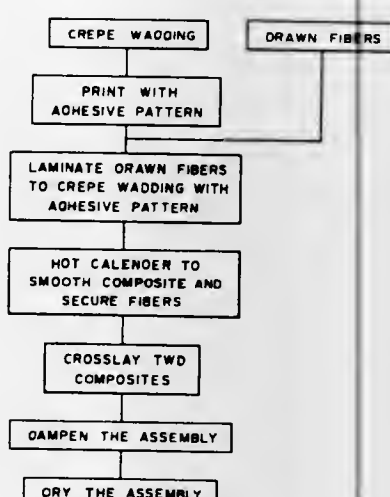 CREPE WADDING
DRAWN FIBERS
PRINT WITH
ADHESIVE PATTERN
LAMINATE DRAWN FIBERS
TO CREPE WADDING WITH
ADHESIVE PATTERN
HOT CALENDER TO
SMOOTH COMPOSITE AND
SECURE FIBERS
CROSSLAY TWO
COMPOSITES
DAMPEN THE ASSEMBLY
DRY THE ASSEMBLY